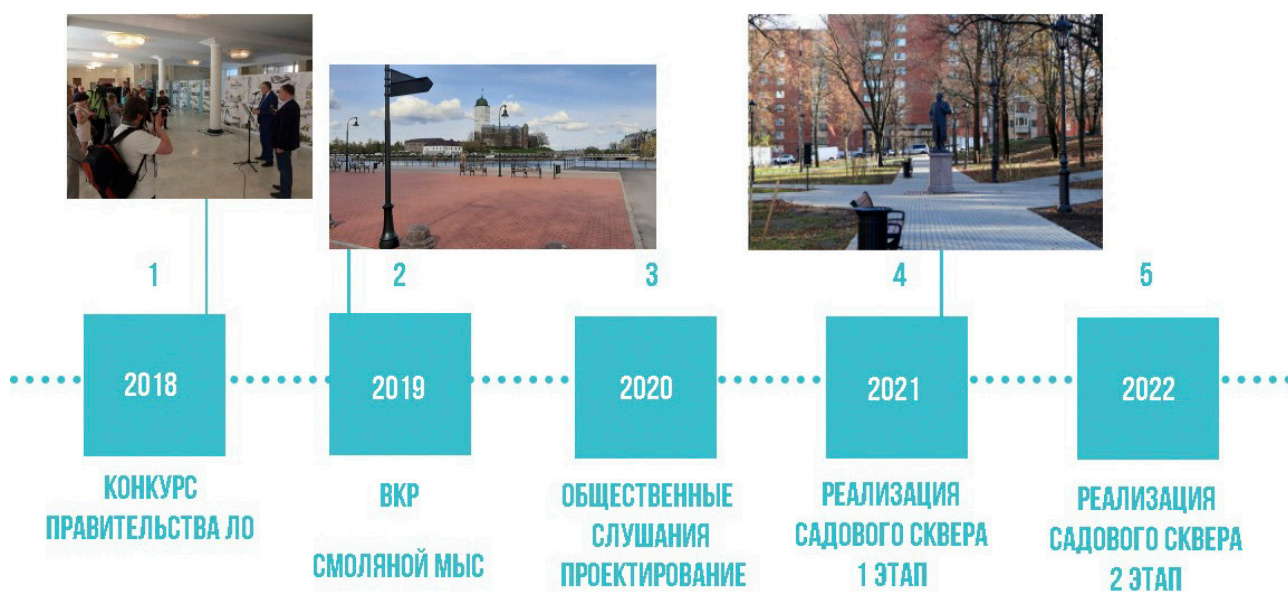 1
2
3
4
5
2018
2019
2020
2021
2022
КОНКУРС
ПРАВИТЕЛЬСТВА ЛО
ВКР
СМОЛЯНОЙ МЫС
ОБЩЕСТВЕННЫЕ
СЛУШАНИЯ
ПРОЕКТИРОВАНИЕ
РЕАЛИЗАЦИЯ
САДОВОГО СКВЕРА
1 ЭТАП
РЕАЛИЗАЦИЯ
САДОВОГО СКВЕРА
2 ЭТАП